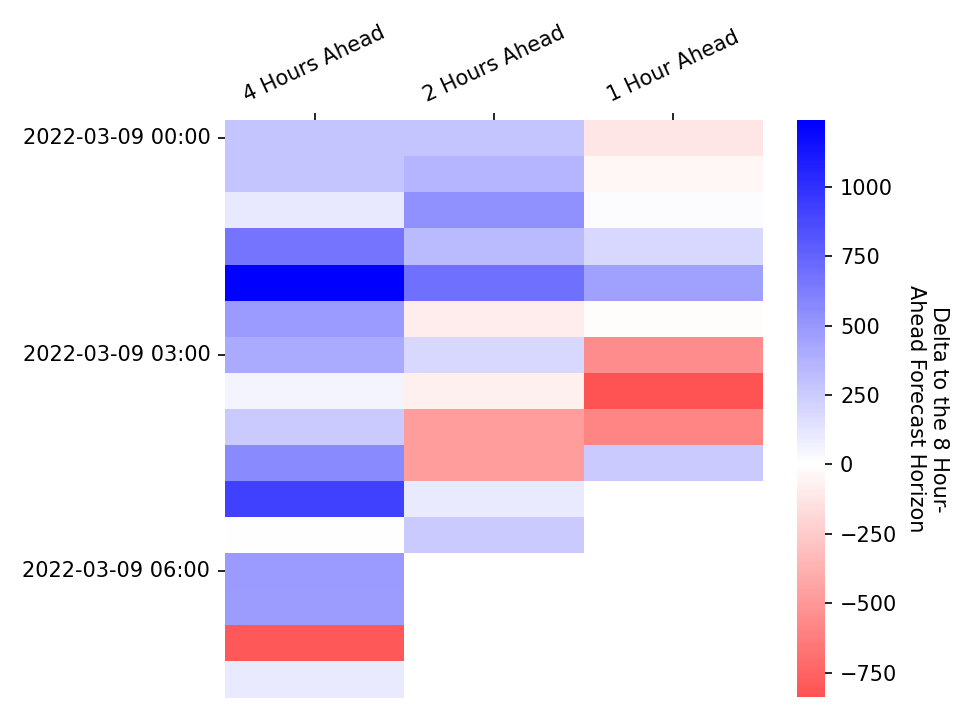 4 Hours Ahead
2 Hours Ahead
1 Hour Ahead
2022-03-09 00:00
2022-03-09 03:00
2022-03-09 06:00
1000
750
500
250
0
−250
−500
−750
Delta to the 8 Hour-
Ahead Forecast Horizon